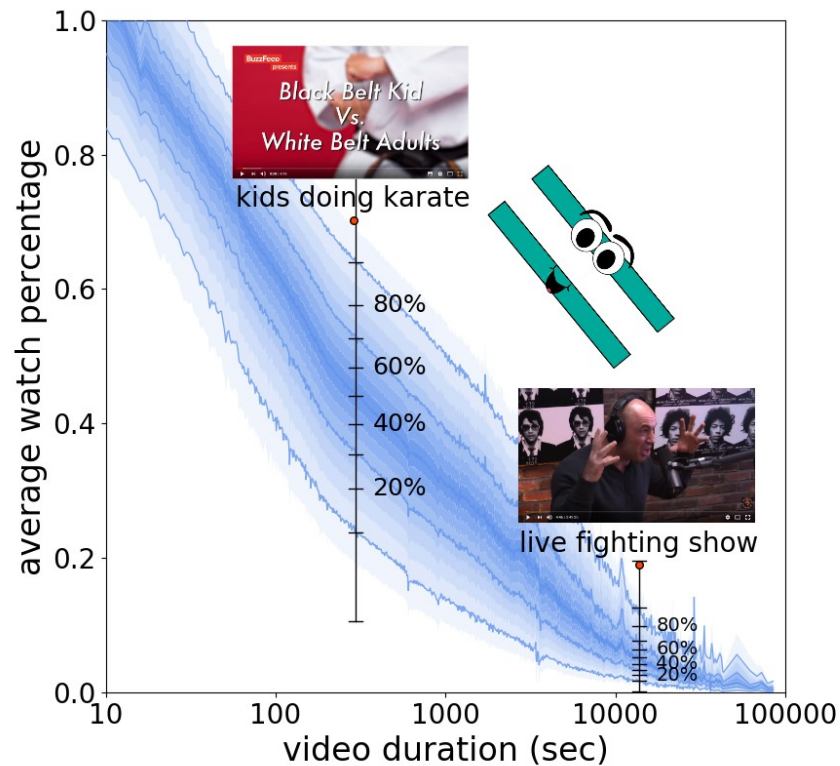 average watch percentage
1.0
0.8
0.6
0.4
0.2
0.0
BuzzFeed
presents
Black Belt Kid
Vs.
White Belt Adults
kids doing karate
80%
60%
40%
20%
live fighting show
80%
60%
40%
20%
10
100
1000
10000
100000
video duration (sec)